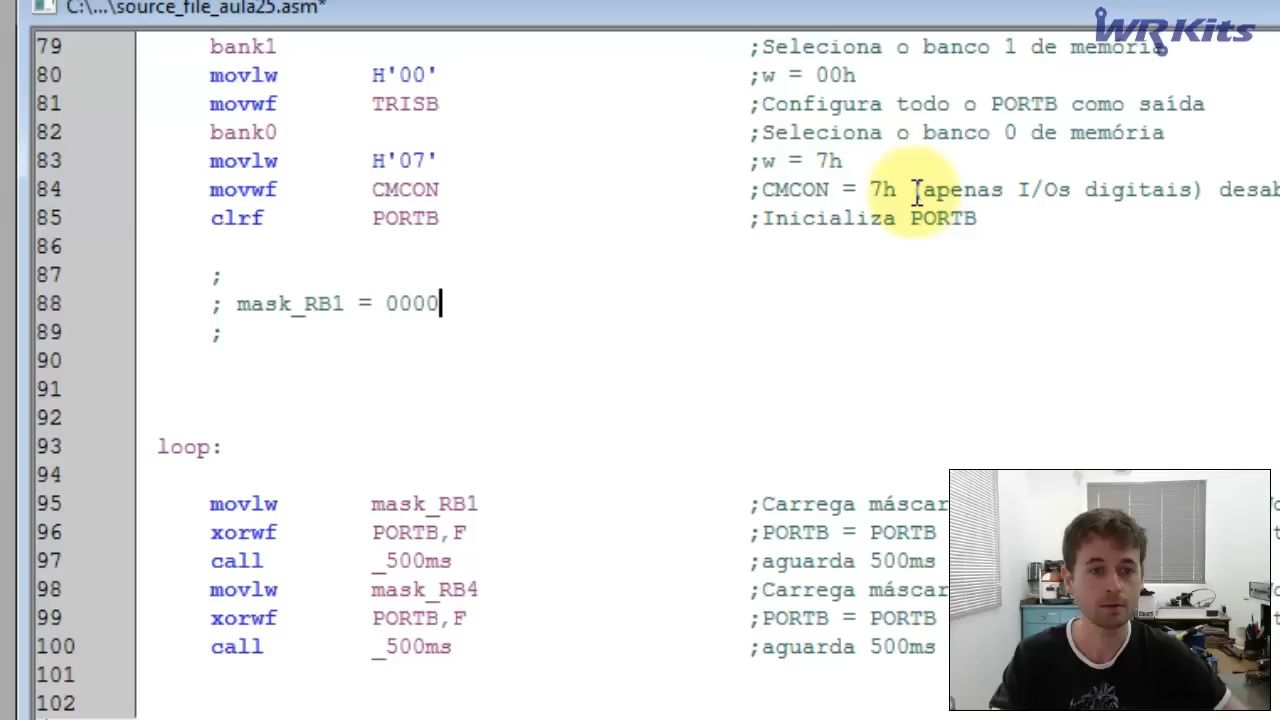 C:\...\source_file_aula25.asm*
WR Kits
79 bank1 ;Seleciona o banco 1 de memória
80 movlw H'00' ;w = 00h
81 movwf TRISB ;Configura todo o PORTB como saída
82 bank0 ;Seleciona o banco 0 de memória
83 movlw H'07' ;w = 7h
84 movwf CMCON ;CMCON = 7h (apenas I/Os digitais)
85 clrf PORTB ;Inicializa PORTB
86
87 ;
88 ; mask_RB1 = 0000
89 ;
90
91
92
93 loop:
94
95 movlw mask_RB1 ;Carrega
96 xorwf PORTB,F ;PORTB = PORTB
97 call _500ms ;aguarda 500ms
98 movlw mask_RB4 ;Carrega
99 xorwf PORTB,F ;PORTB = PORTB
100 call _500ms ;aguarda 500ms
101
102